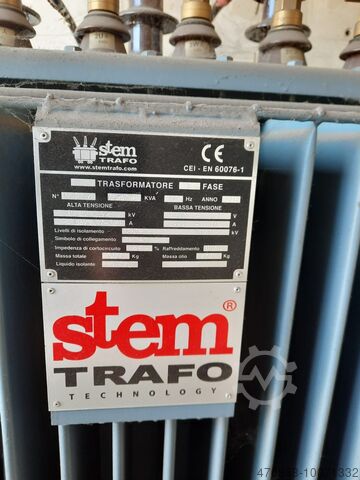 stem
TRAFO
www.stemtrafo.com
CE
CEI - EN 60076-1
TRASFORMATORE FASE
N° KVA Hz ANNO
ALTA TENSIONE BASSA TENSIONE
kV V
A A
Livelli di isolamento
Simbolo di collegamento
Impedenza di cortocircuito % Raffreddamento
Massa totale Kg Massa olio Kg
Liquido isolante
stem®
TRAFO
TECHNOLOGY